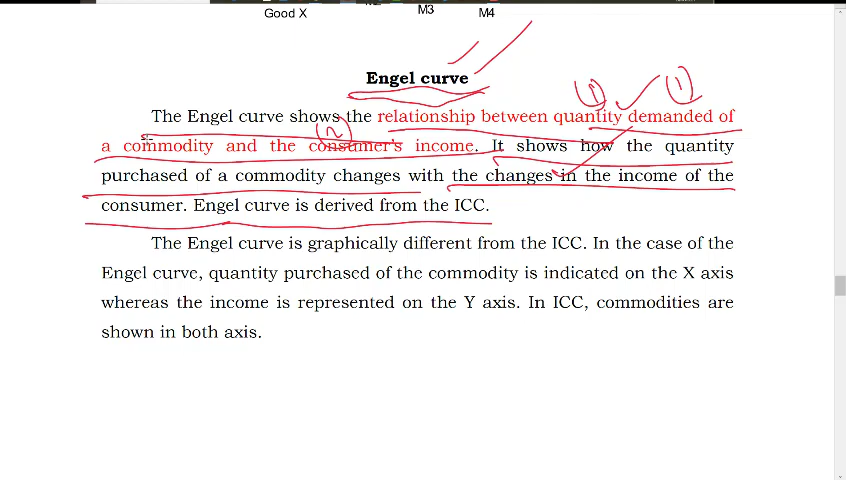 Good X
M3
M4
Engel curve
1
1
The Engel curve shows the relationship between quantity demanded of
2
a commodity and the consumer's income. It shows how the quantity
purchased of a commodity changes with the changes in the income of the
consumer. Engel curve is derived from the ICC.
The Engel curve is graphically different from the ICC. In the case of the
Engel curve, quantity purchased of the commodity is indicated on the X axis
whereas the income is represented on the Y axis. In ICC, commodities are
shown in both axis.